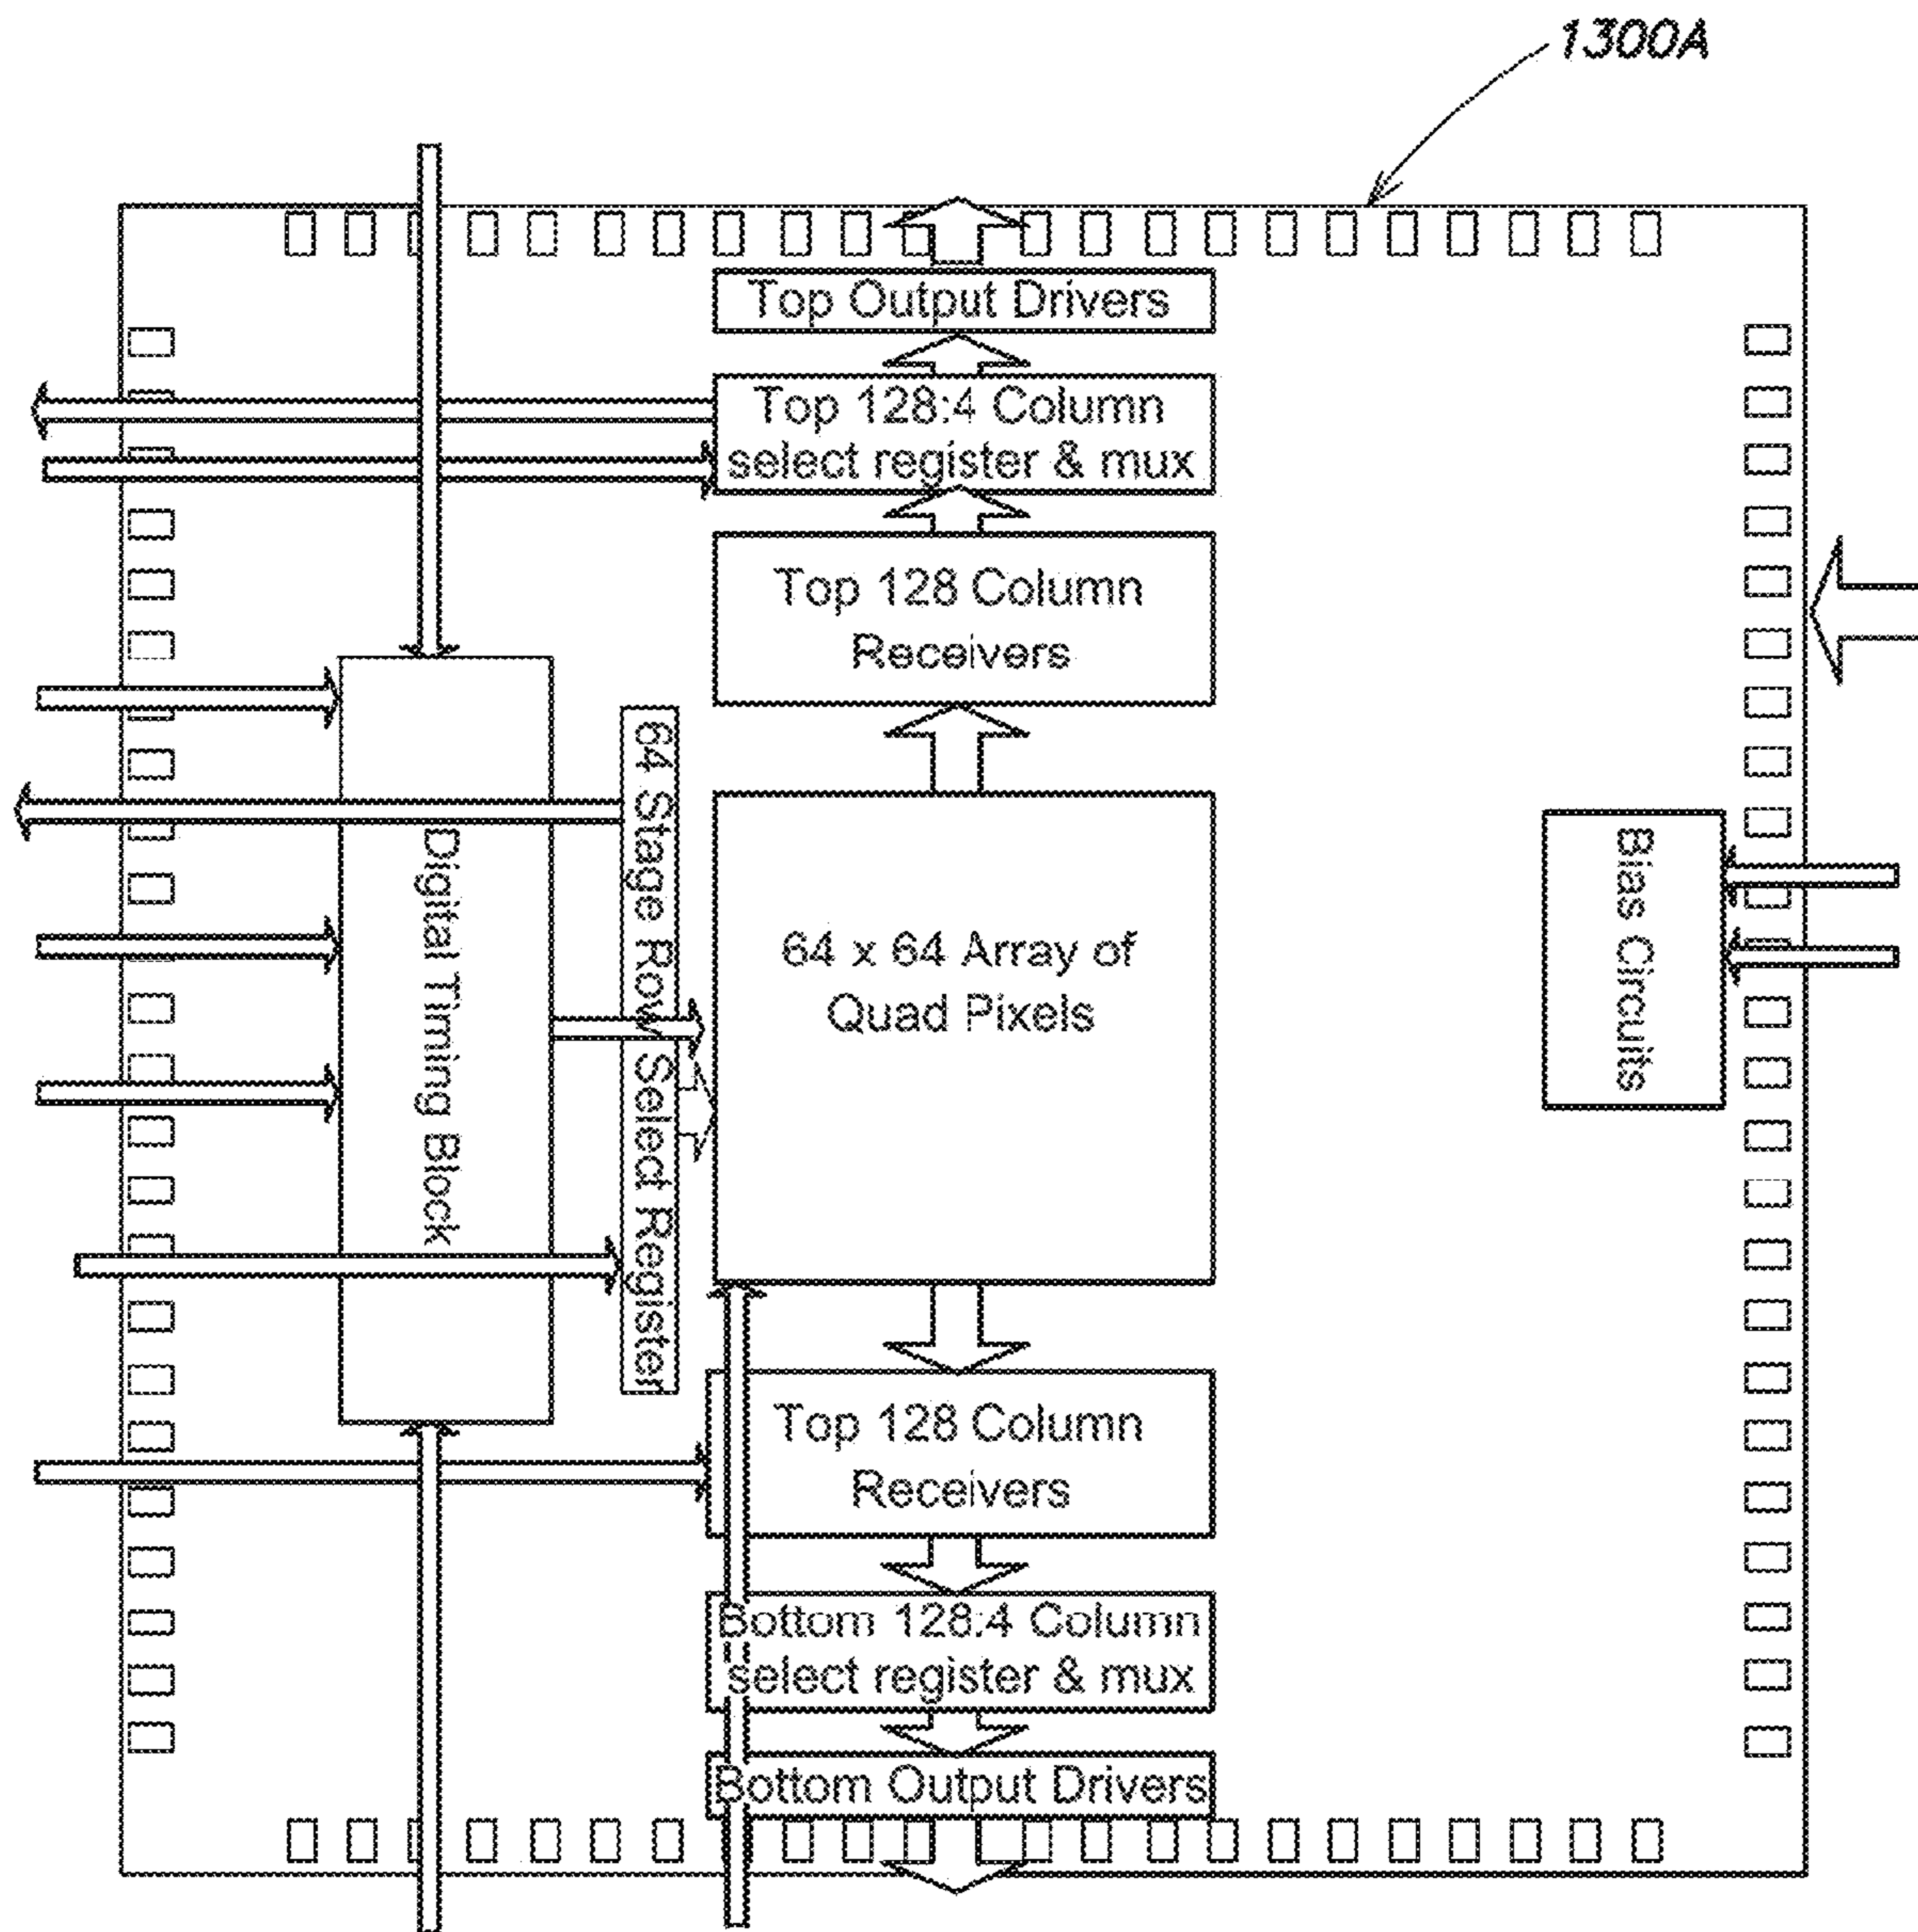 1300A
Top Output Drivers
Top 128:4 Column
select register & mux
Top 128 Column
Receivers
64 Stage Row Select Register
Digital Timing Block
64 x 64 Array of
Quad Pixels
Bias Circuits
Top 128 Column
Receivers
Bottom 128:4 Column
select register & mux
Bottom Output Drivers